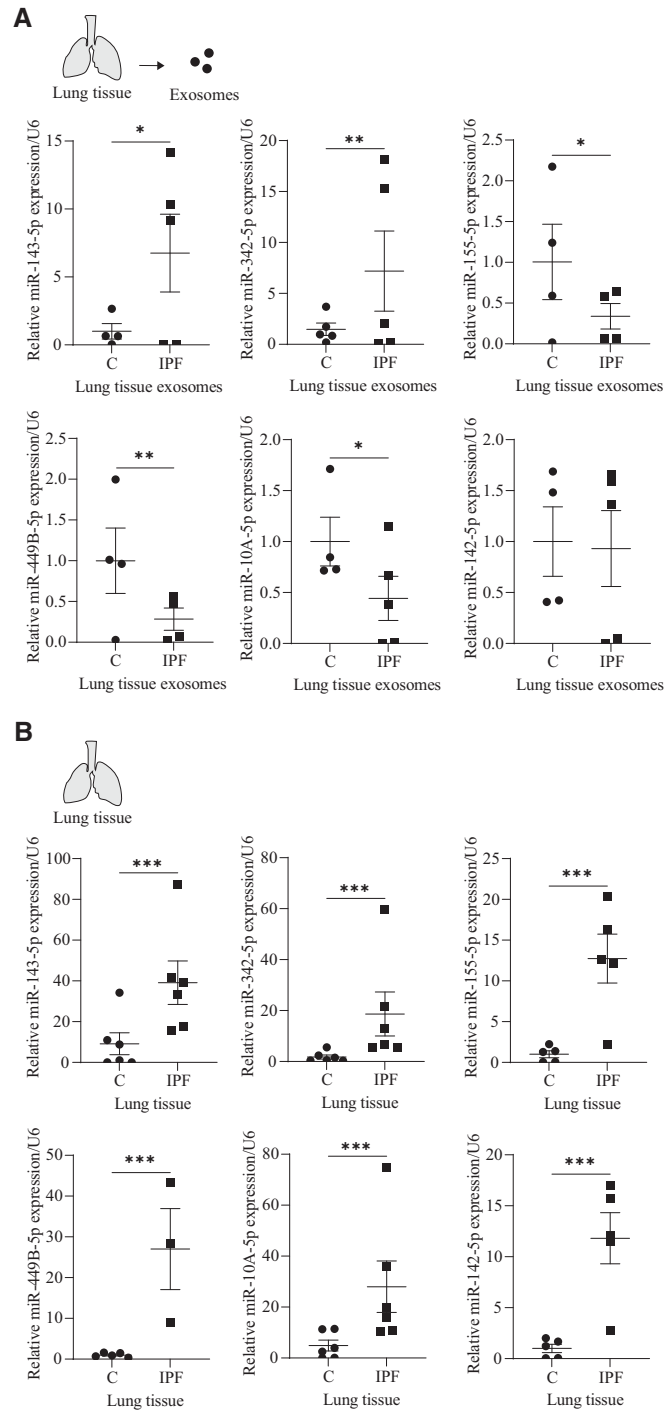 A
Lung tissue
Exosomes
Relative miR-143-5p expression/U6
15
10
5
0
*
C
IPF
Lung tissue exosomes
Relative miR-342-5p expression/U6
20
15
10
5
0
**
C
IPF
Lung tissue exosomes
Relative miR-155-5p expression/U6
2.5
2.0
1.5
1.0
0.5
0.0
*
C
IPF
Lung tissue exosomes
Relative miR-449B-5p expression/U6
2.5
2.0
1.5
1.0
0.5
0.0
**
C
IPF
Lung tissue exosomes
Relative miR-10A-5p expression/U6
2.0
1.5
1.0
0.5
0.0
*
C
IPF
Lung tissue exosomes
Relative miR-142-5p expression/U6
2.0
1.5
1.0
0.5
0.0
C
IPF
Lung tissue exosomes
B
Lung tissue
Relative miR-143-5p expression/U6
100
80
60
40
20
0
***
C
IPF
Lung tissue
Relative miR-342-5p expression/U6
80
60
40
20
0
***
C
IPF
Lung tissue
Relative miR-155-5p expression/U6
25
20
15
10
5
0
***
C
IPF
Lung tissue
Relative miR-449B-5p expression/U6
50
40
30
20
10
0
***
C
IPF
Lung tissue
Relative miR-10A-5p expression/U6
80
60
40
20
0
***
C
IPF
Lung tissue
Relative miR-142-5p expression/U6
20
15
10
5
0
***
C
IPF
Lung tissue